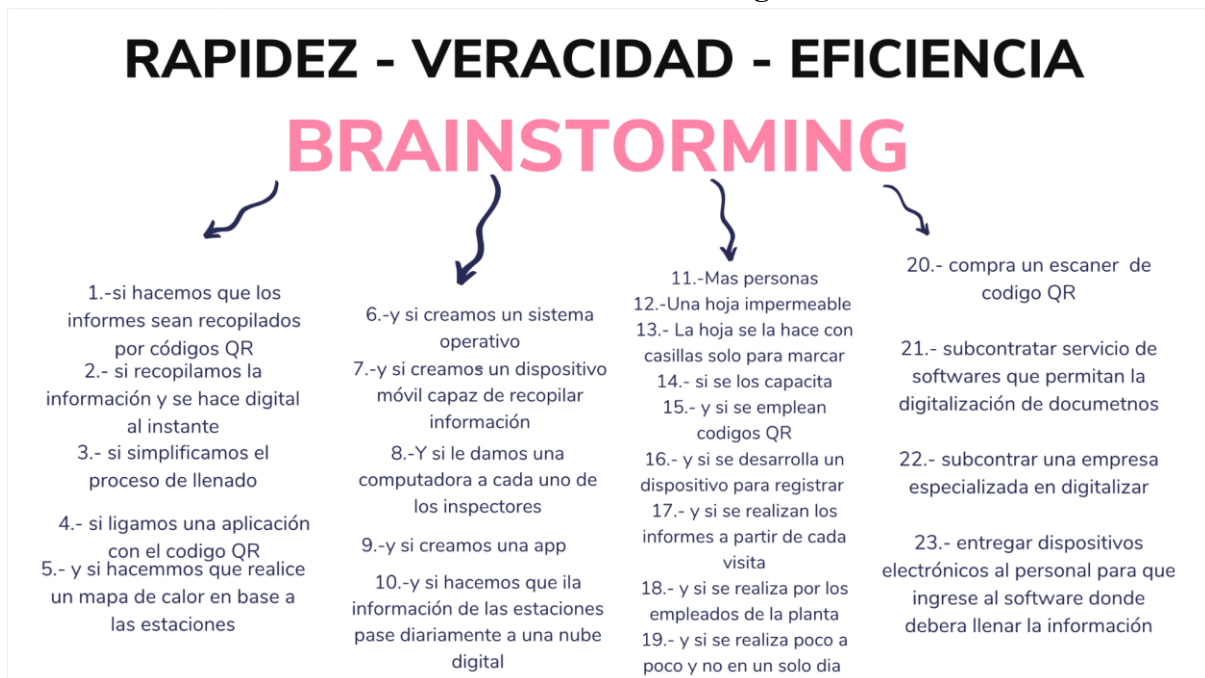 RAPIDEZ - VERACIDAD - EFICIENCIA
BRAINSTORMING
1.-si hacemos que los
informes sean recopilados
por códigos QR
2.- si recopilamos la
información y se hace digital
al instante
3.- si simplificamos el
proceso de llenado
4.- si ligamos una aplicación
con el codigo QR
5.- y si hacemmos que realice
un mapa de calor en base a
las estaciones
6.-y si creamos un sistema
operativo
7.-y si creamos un dispositivo
móvil capaz de recopilar
información
8.-Y si le damos una
computadora a cada uno de
los inspectores
9.-y si creamos una app
10.-y si hacemos que ila
información de las estaciones
pase diariamente a una nube
digital
11.-Mas personas
12.-Una hoja impermeable
13.- La hoja se la hace con
casillas solo para marcar
14.- si se los capacita
15.- y si se emplean
codigos QR
16.- y si se desarrolla un
dispositivo para registrar
17.- y si se realizan los
informes a partir de cada
visita
18.- y si se realiza por los
empleados de la planta
19.- y si se realiza poco a
poco y no en un solo dia
20.- compra un escaner de
codigo QR
21.- subcontratar servicio de
softwares que permitan la
digitalización de documetnos
22.- subcontrar una empresa
especializada en digitalizar
23.- entregar dispositivos
electrónicos al personal para que
ingrese al software donde
debera llenar la información